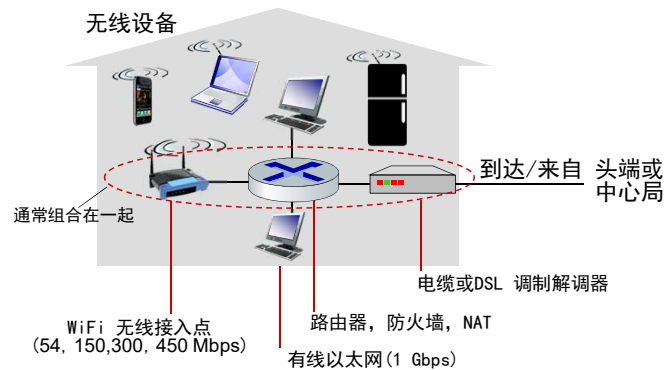 无线设备
到达/来自 头端或
中心局
通常组合在一起
电缆或DSL 调制解调器
WiFi 无线接入点
(54, 150,300, 450 Mbps)
路由器, 防火墙, NAT
有线以太网(1 Gbps)